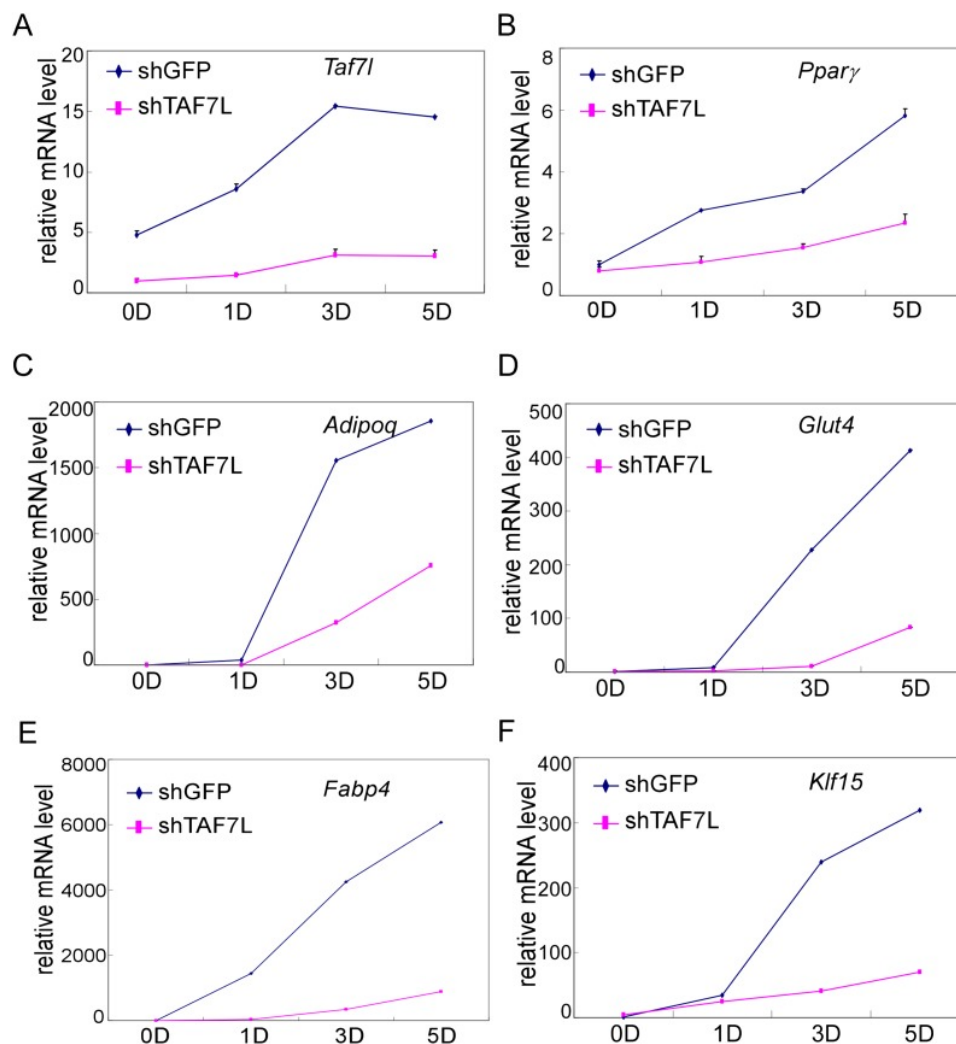 A
relative mRNA level
20
15
10
5
0
shGFP
shTAF7L
Taf7l
0D 1D 3D 5D
B
relative mRNA level
8
6
4
2
0
shGFP
shTAF7L
Pparγ
0D 1D 3D 5D
C
relative mRNA level
2000
1500
1000
500
0
shGFP
shTAF7L
Adipoq
0D 1D 3D 5D
D
relative mRNA level
500
400
300
200
100
0
shGFP
shTAF7L
Glut4
0D 1D 3D 5D
E
relative mRNA level
8000
6000
4000
2000
0
shGFP
shTAF7L
Fabp4
0D 1D 3D 5D
F
relative mRNA level
400
300
200
100
0
shGFP
shTAF7L
Klf15
0D 1D 3D 5D